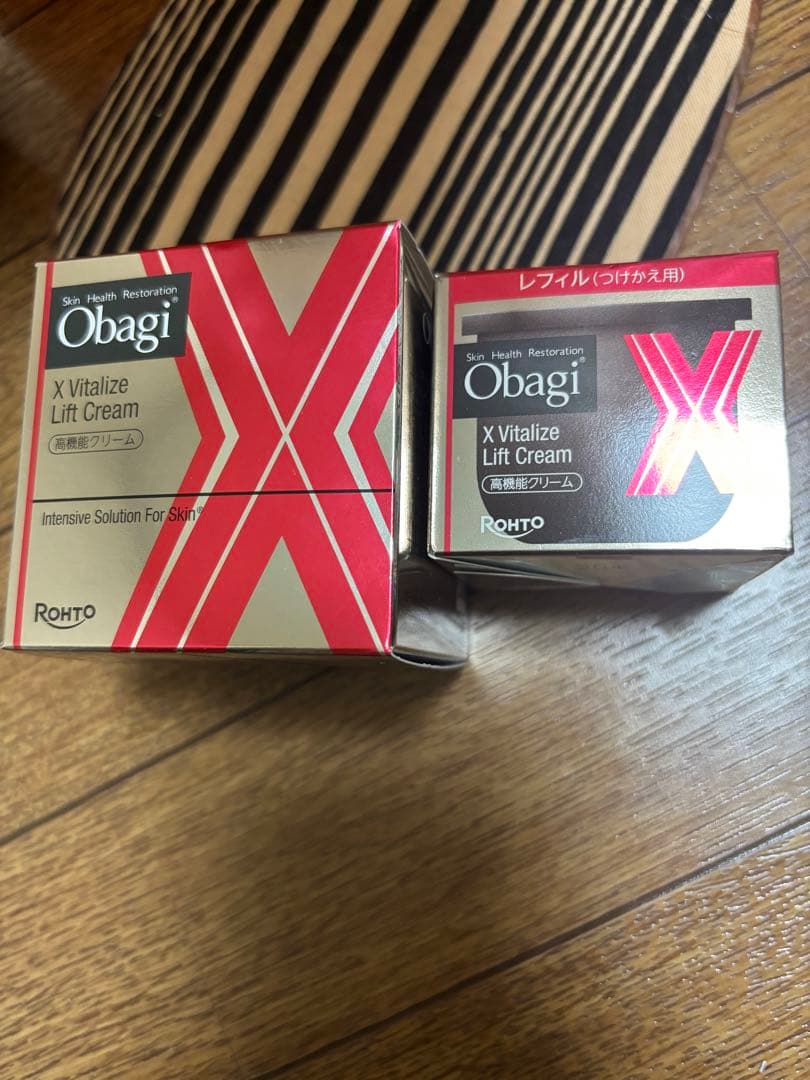 Skin Health Restoration
Obagi®
X Vitalize
Lift Cream
高機能クリーム
Intensive Solution For Skin®
ROHTO
レフィル(つけかえ用)
Skin Health Restoration
Obagi®
X
X Vitalize
Lift Cream
高機能クリーム
ROHTO